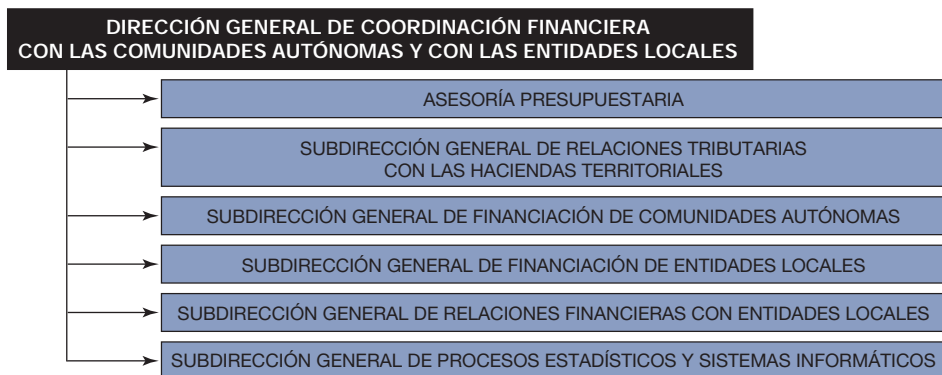 DIRECCIÓN GENERAL DE COORDINACIÓN FINANCIERA
CON LAS COMUNIDADES AUTÓNOMAS Y CON LAS ENTIDADES LOCALES
ASESORÍA PRESUPUESTARIA
SUBDIRECCIÓN GENERAL DE RELACIONES TRIBUTARIAS
CON LAS HACIENDAS TERRITORIALES
SUBDIRECCIÓN GENERAL DE FINANCIACIÓN DE COMUNIDADES AUTÓNOMAS
SUBDIRECCIÓN GENERAL DE FINANCIACIÓN DE ENTIDADES LOCALES
SUBDIRECCIÓN GENERAL DE RELACIONES FINANCIERAS CON ENTIDADES LOCALES
SUBDIRECCIÓN GENERAL DE PROCESOS ESTADÍSTICOS Y SISTEMAS INFORMÁTICOS